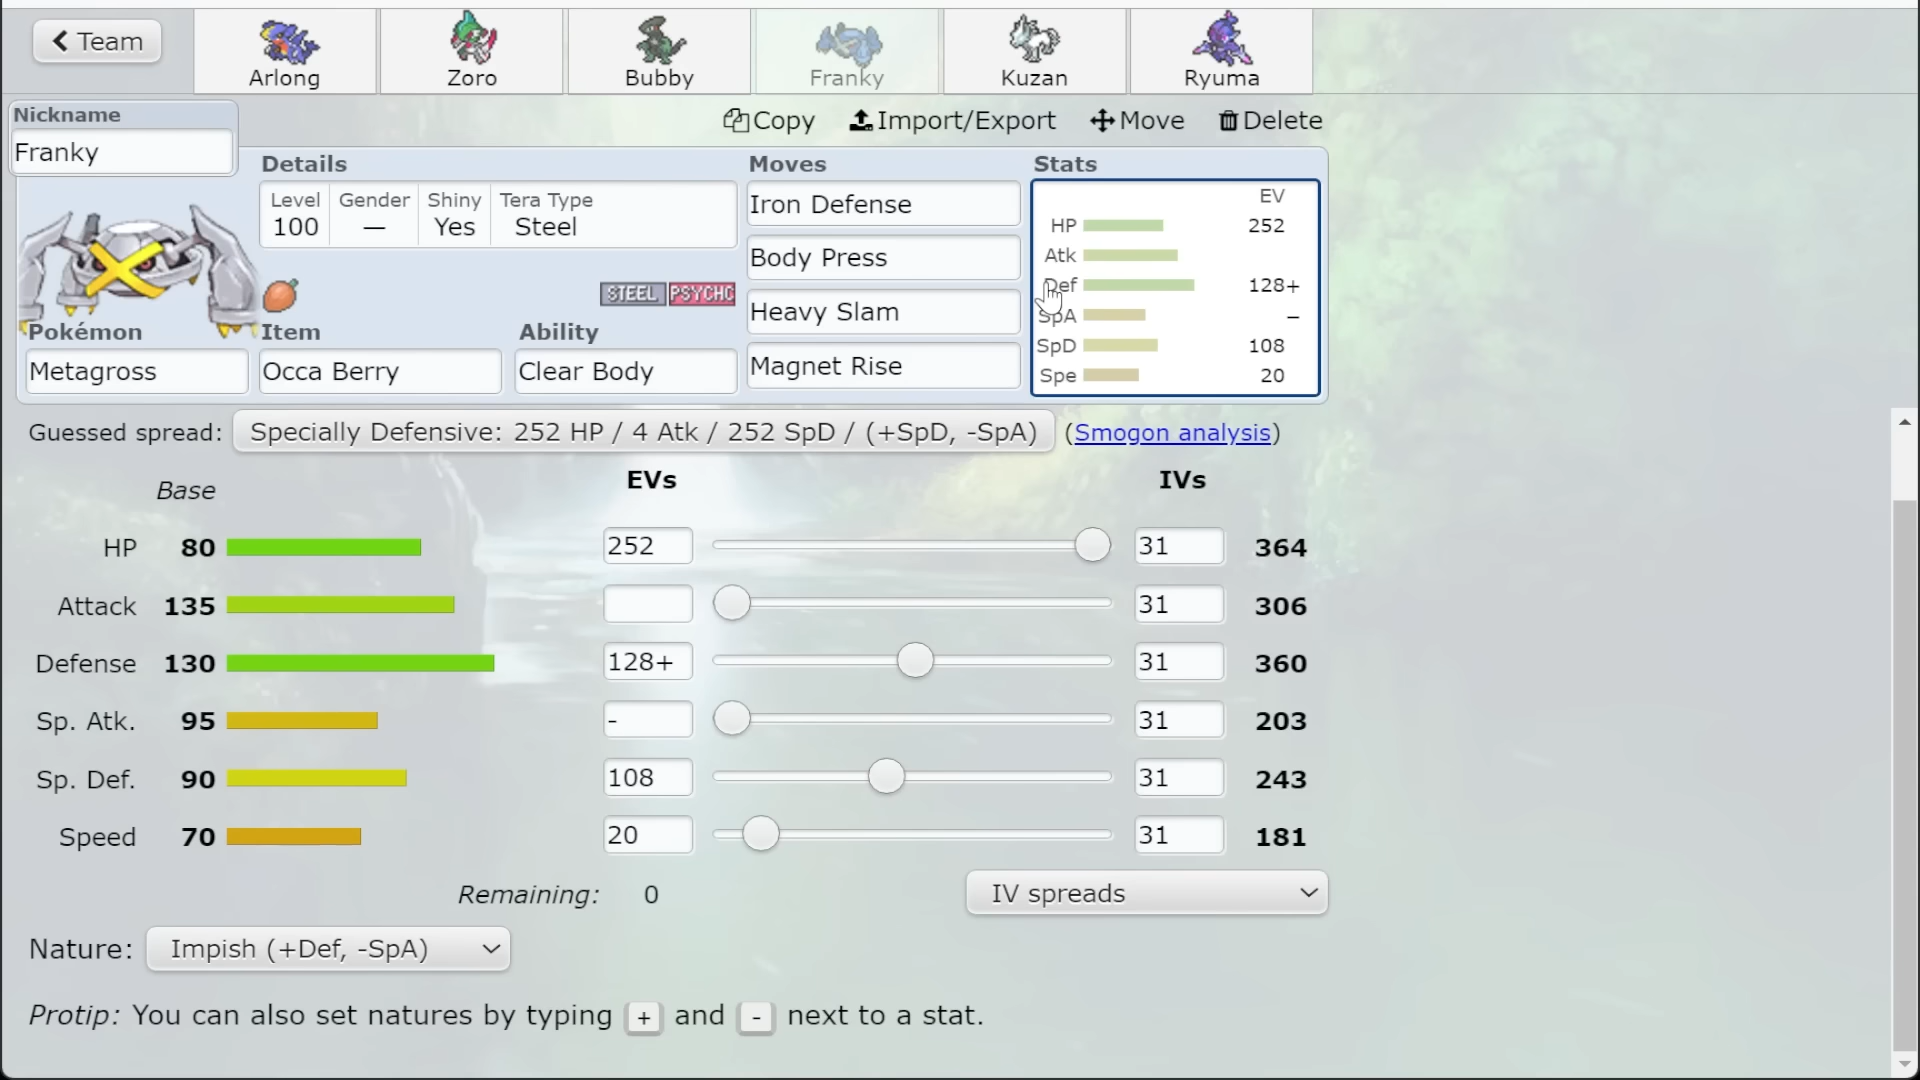 Team
Arlong
Zoro
Bubby
Franky
Kuzan
Ryuma
Copy
Import/Export
Move
Delete
Nickname
Franky
Details
Level
100
Gender
—
Shiny
Yes
Tera Type
Steel
STEEL PSYCHC
Pokémon
Metagross
Item
Occa Berry
Ability
Clear Body
Moves
Iron Defense
Body Press
Heavy Slam
Magnet Rise
Stats
EV
HP 252
Atk
Def 128+
SpA –
SpD 108
Spe 20
Guessed spread: Specially Defensive: 252 HP / 4 Atk / 252 SpD / (+SpD, -SpA) (Smogon analysis)
Base EVs IVs
HP 80 252 31 364
Attack 135 31 306
Defense 130 128+ 31 360
Sp. Atk. 95 - 31 203
Sp. Def. 90 108 31 243
Speed 70 20 31 181
Remaining: 0 IV spreads
Nature: Impish (+Def, -SpA)
Protip: You can also set natures by typing + and - next to a stat.